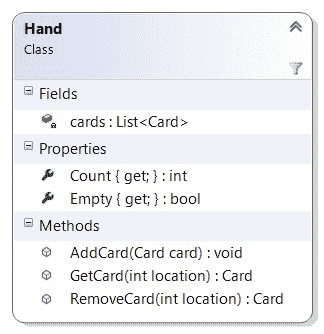 Hand
Class
Fields
cards : List<Card>
Properties
Count { get; } : int
Empty { get; } : bool
Methods
AddCard(Card card) : void
GetCard(int location) : Card
RemoveCard(int location) : Card